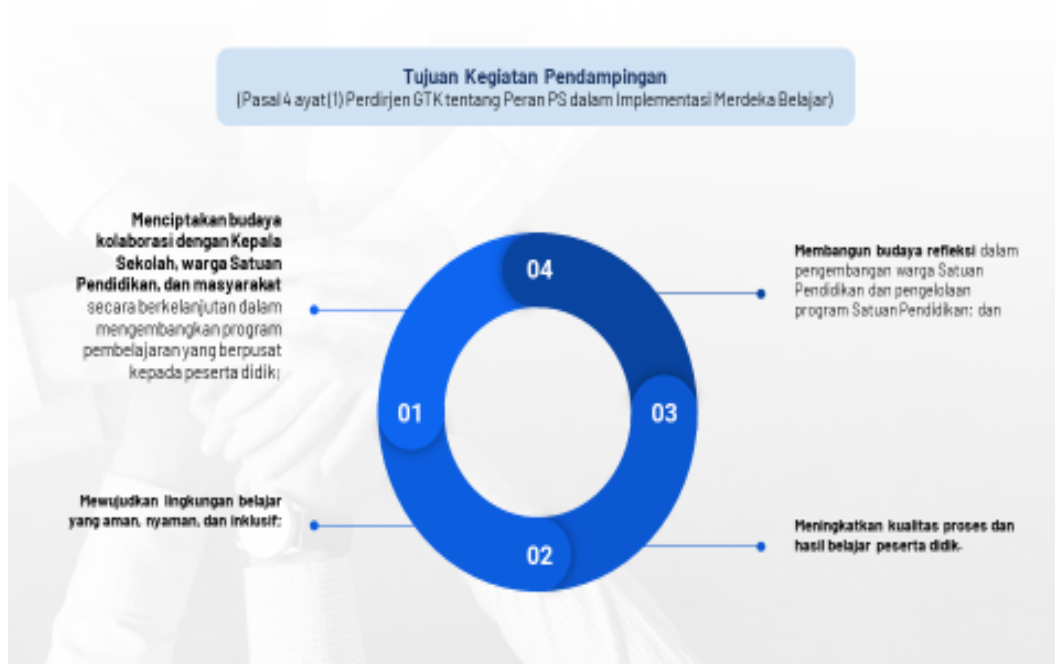 Tujuan Kegiatan Pendampingan
(Pasal 4 ayat (1) Perdirjen GTK tentang Peran PS dalam Implementasi Merdeka Belajar)
Menciptakan budaya
kolaborasi dengan Kepala
Sekolah, warga Satuan
Pendidikan, dan masyarakat
secara berkelanjutan dalam
mengembangkan program
pembelajaran yang berpusat
kepada peserta didik;
01
Mewujudkan lingkungan belajar
yang aman, nyaman, dan inklusif;
02
04
Membangun budaya refleksi dalam
pengembangan warga Satuan
Pendidikan dan pengelolaan
program Satuan Pendidikan; dan
03
Meningkatkan kualitas proses dan
hasil belajar peserta didik.